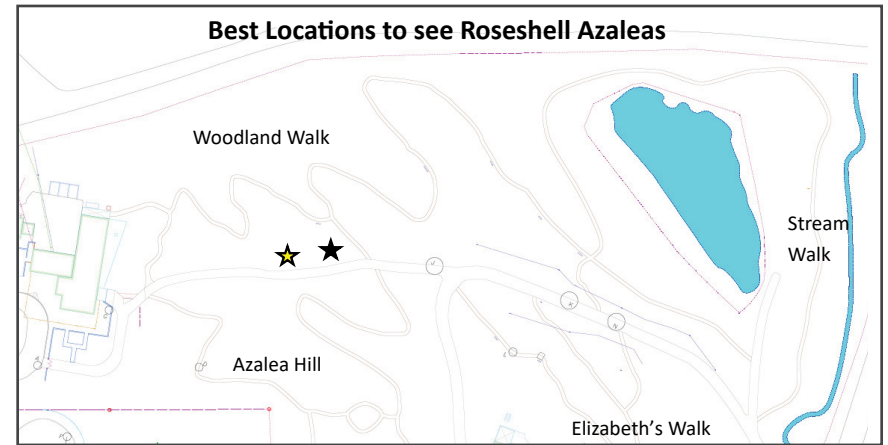 Best Locations to see Roseshell Azaleas
Woodland Walk
Stream
Walk
Azalea Hill
Elizabeth's Walk